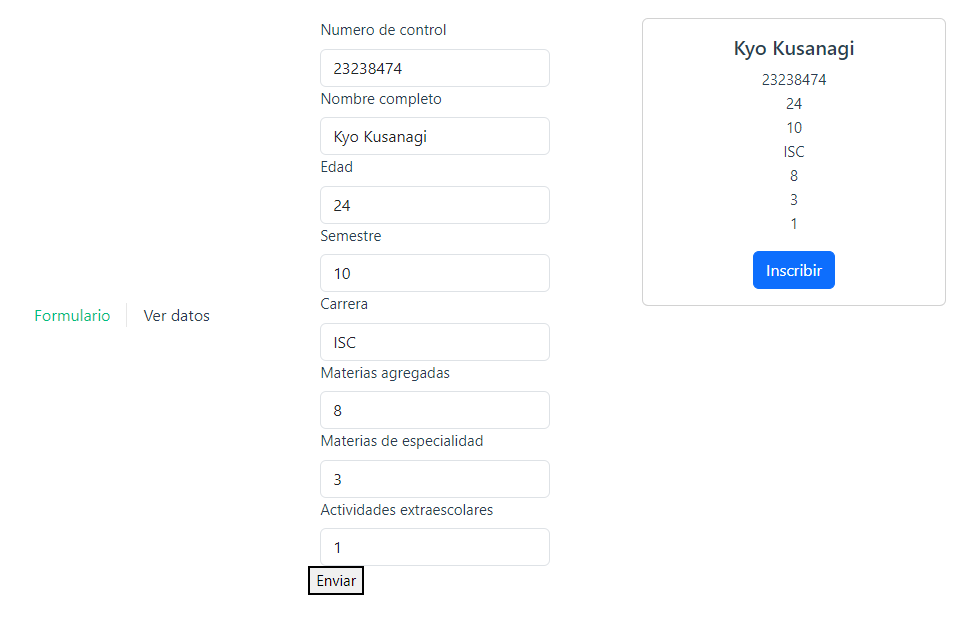 Formulario
Ver datos
Numero de control
23238474
Nombre completo
Kyo Kusanagi
Edad
24
Semestre
10
Carrera
ISC
Materias agregadas
8
Materias de especialidad
3
Actividades extraescolares
1
Enviar
Kyo Kusanagi
23238474
24
10
ISC
8
3
1
Inscribir